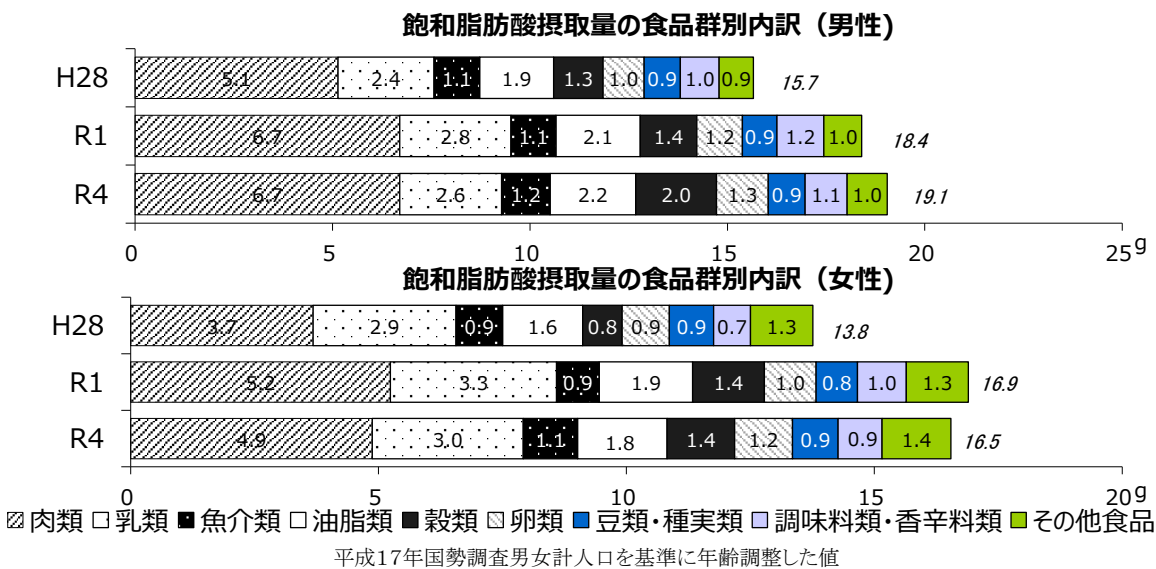 飽和脂肪酸摂取量の食品群別内訳（男性)
H28 5.1 2.4 1.1 1.9 1.3 1.0 0.9 1.0 0.9 15.7
R1 6.7 2.8 1.1 2.1 1.4 1.2 0.9 1.2 1.0 18.4
R4 6.7 2.6 1.2 2.2 2.0 1.3 0.9 1.1 1.0 19.1
0 5 10 15 20 25 g
飽和脂肪酸摂取量の食品群別内訳（女性)
H28 3.7 2.9 0.9 1.6 0.8 0.9 0.9 0.7 1.3 13.8
R1 5.2 3.3 0.9 1.9 1.4 1.0 0.8 1.0 1.3 16.9
R4 4.9 3.0 1.1 1.8 1.4 1.2 0.9 0.9 1.4 16.5
0 5 10 15 20 g
肉類 乳類 魚介類 油脂類 穀類 卵類 豆類・種実類 調味料類・香辛料類 その他食品
平成17年国勢調査男女計人口を基準に年齢調整した値